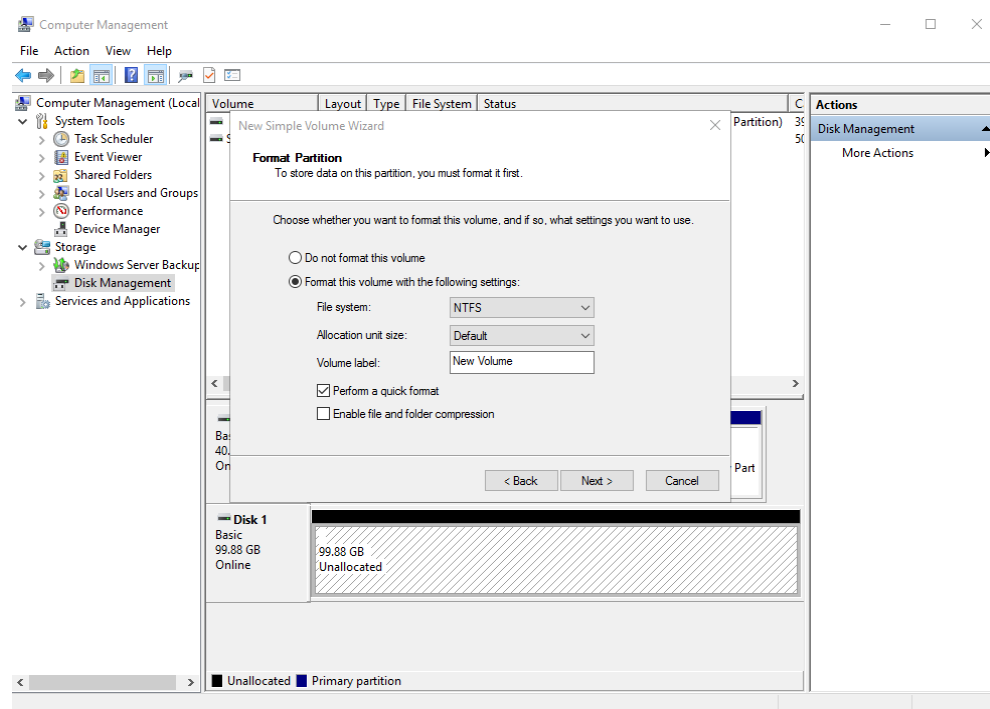 Computer Management
File Action View Help
Computer Management (Local
System Tools
Task Scheduler
Event Viewer
Shared Folders
Local Users and Groups
Performance
Device Manager
Storage
Windows Server Backup
Disk Management
Services and Applications
Volume Layout Type File System Status C
Partition) 39
S 50
New Simple Volume Wizard
Format Partition
To store data on this partition, you must format it first.
Choose whether you want to format this volume, and if so, what settings you want to use.
Do not format this volume
Format this volume with the following settings:
File system: NTFS
Allocation unit size: Default
Volume label: New Volume
Perform a quick format
Enable file and folder compression
< Back Next > Cancel
Ba
40.
On
Part
Disk 1
Basic
99.88 GB
Online
99.88 GB
Unallocated
Unallocated Primary partition
Actions
Disk Management
More Actions